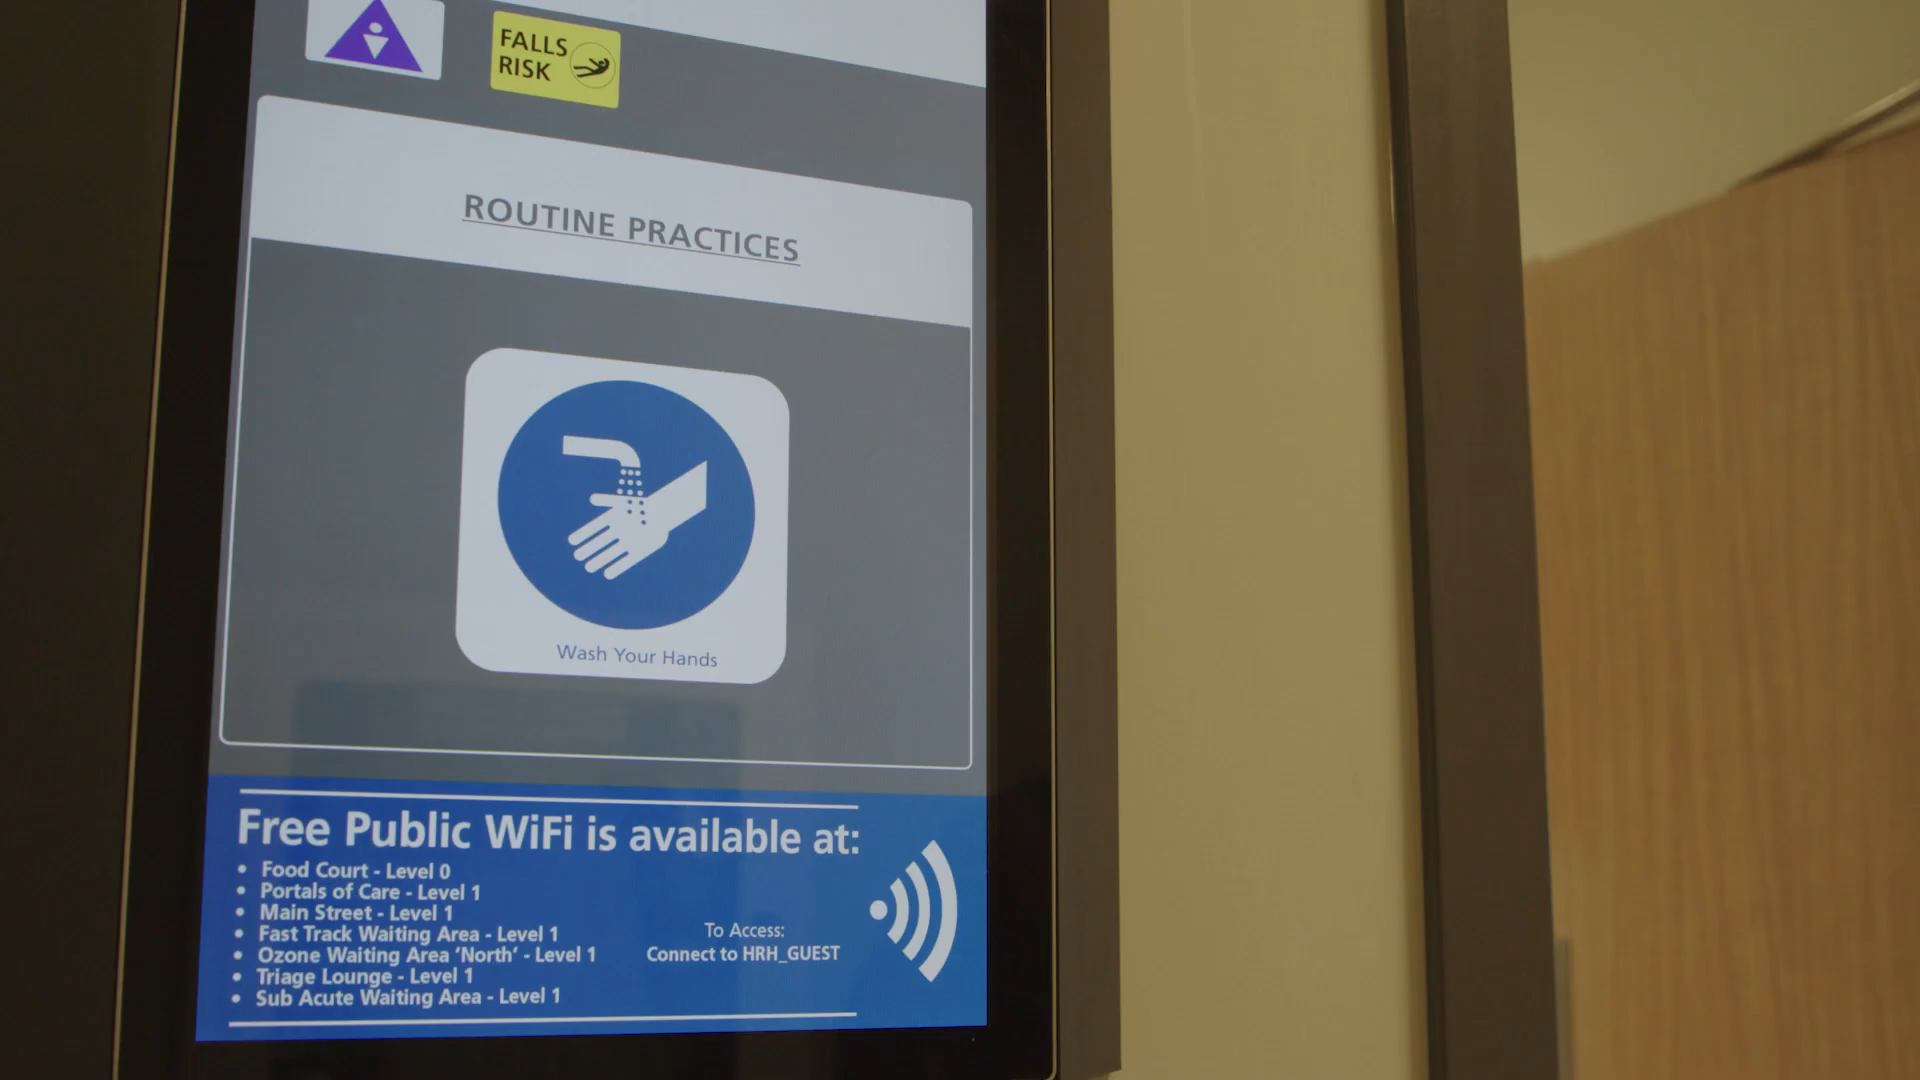 FALLS
RISK
ROUTINE PRACTICES
Wash Your Hands
Free Public WiFi is available at:
• Food Court - Level 0
• Portals of Care - Level 1
• Main Street - Level 1
• Fast Track Waiting Area - Level 1
• Ozone Waiting Area ‘North’ - Level 1
• Triage Lounge - Level 1
• Sub Acute Waiting Area - Level 1
To Access:
Connect to HRH_GUEST